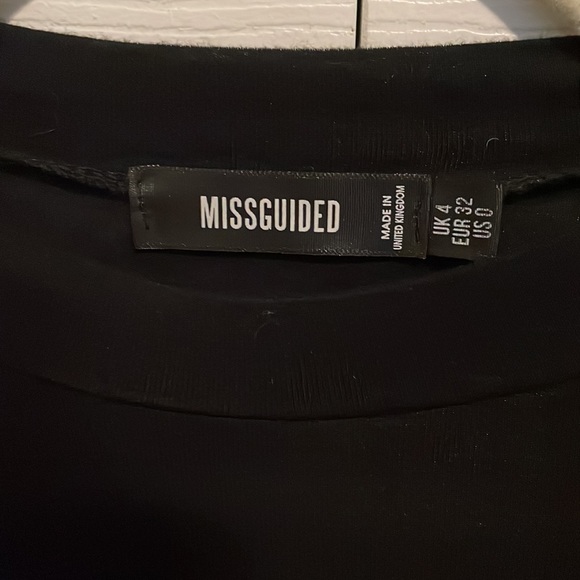 MISSGUIDED
MADE IN
UNITED KINGDOM
UK 4
EUR 32
US 0